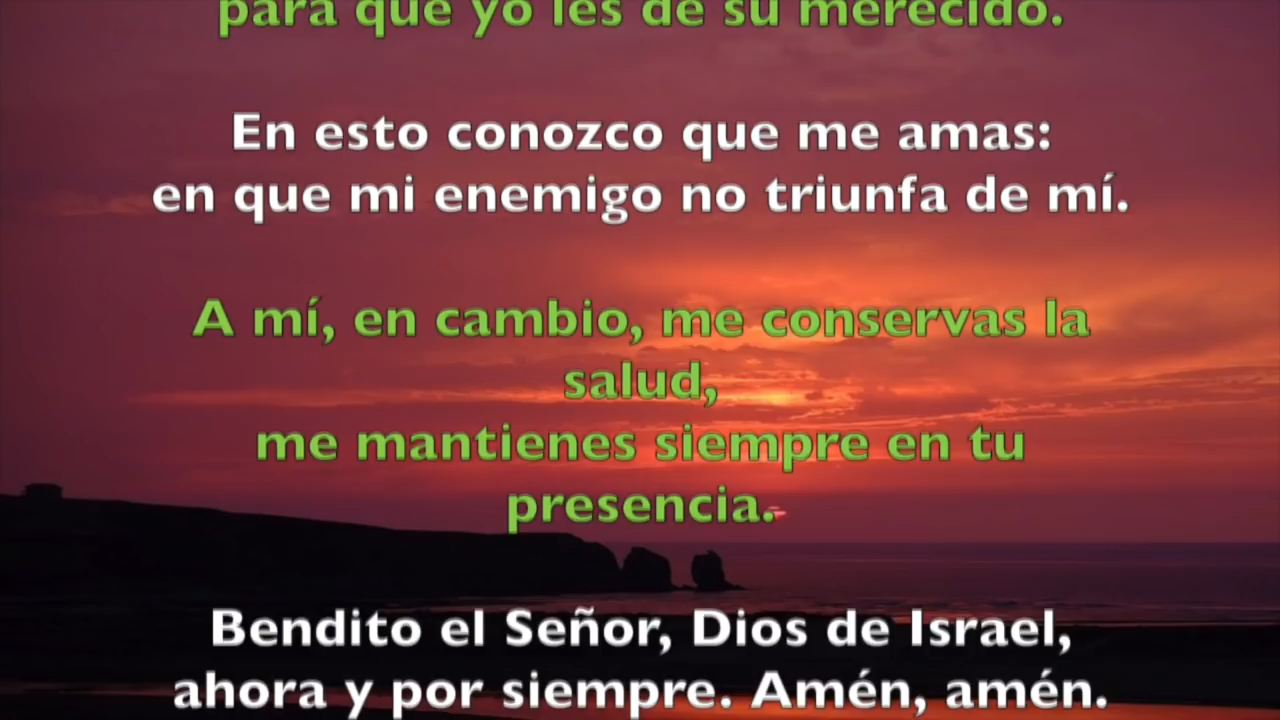 para que yo les dé su merecido.
En esto conozco que me amas:
en que mi enemigo no triunfa de mí.
A mí, en cambio, me conservas la
salud,
me mantienes siempre en tu
presencia.
Bendito el Señor, Dios de Israel,
ahora y por siempre. Amén, amén.